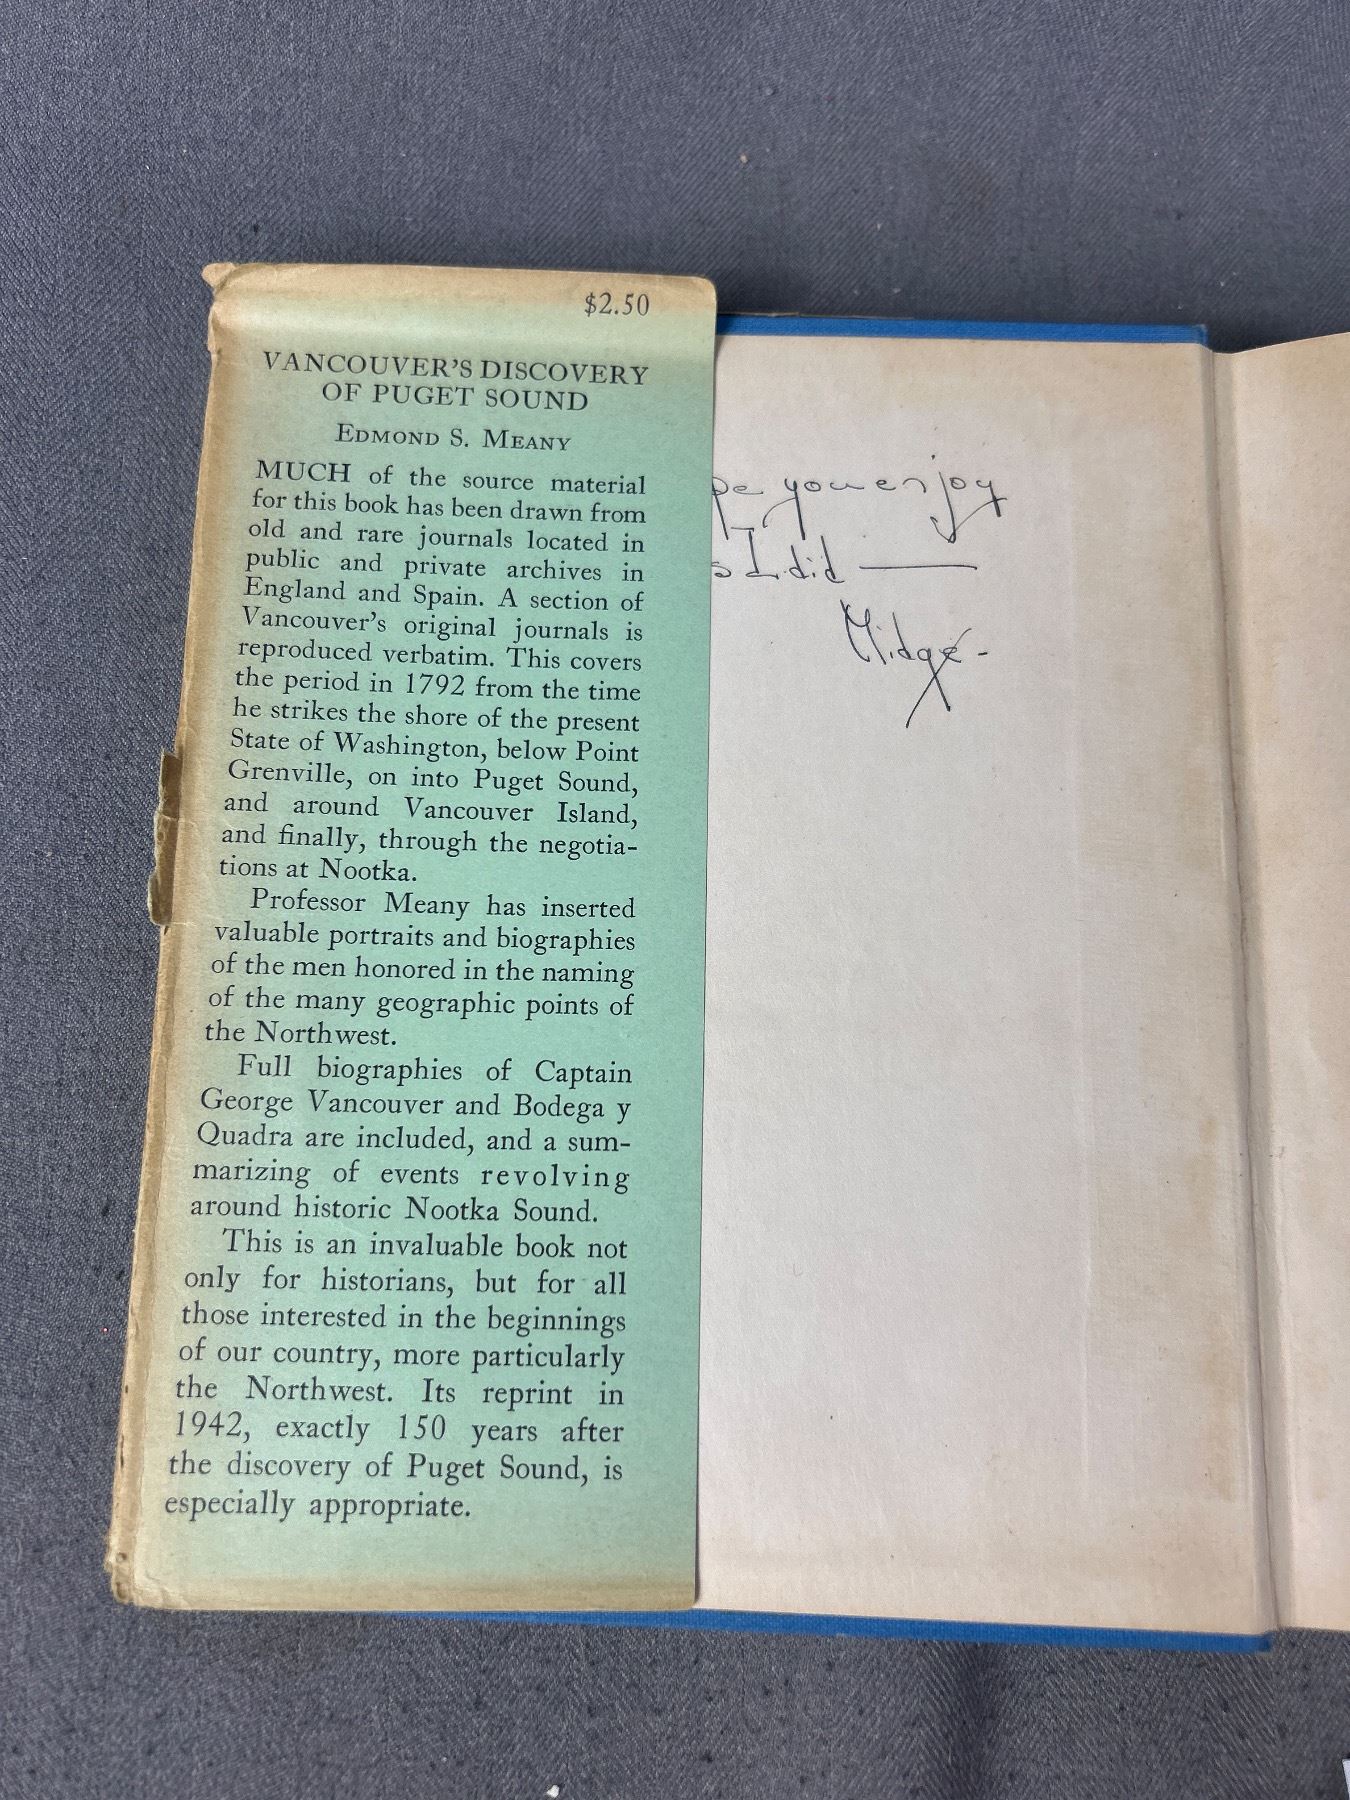 $2.50
VANCOUVER'S DISCOVERY
OF PUGET SOUND
EDMOND S. MEANY
MUCH of the source material
for this book has been drawn from
old and rare journals located in
public and private archives in
England and Spain. A section of
Vancouver's original journals is
reproduced verbatim. This covers
the period in 1792 from the time
he strikes the shore of the present
State of Washington, below Point
Grenville, on into Puget Sound,
and around Vancouver Island,
and finally, through the negotia-
tions at Nootka.
Professor Meany has inserted
valuable portraits and biographies
of the men honored in the naming
of the many geographic points of
the Northwest.
Full biographies of Captain
George Vancouver and Bodega y
Quadra are included, and a sum-
marizing of events revolving
around historic Nootka Sound.
This is an invaluable book not
only for historians, but for all
those interested in the beginnings
of our country, more particularly
the Northwest. Its reprint in
1942, exactly 150 years after
the discovery of Puget Sound, is
especially appropriate.
pe you enjoy
s I did —
Midge -